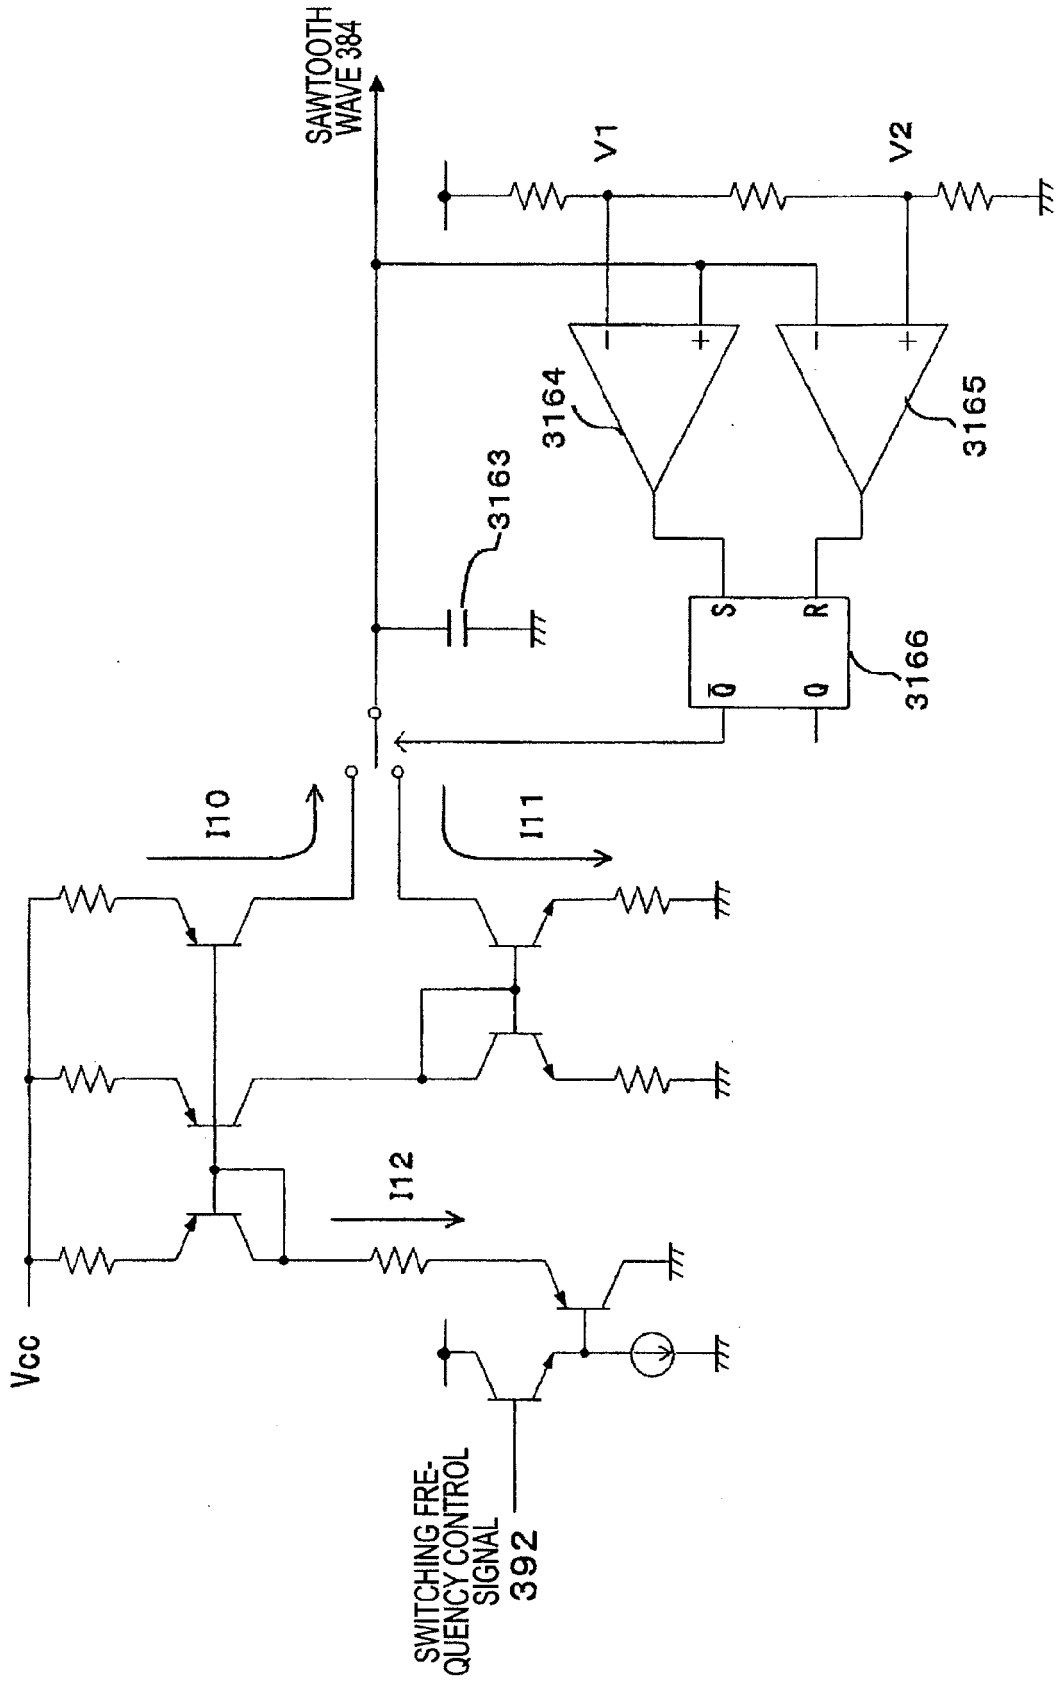 Vcc
I10
I11
I12
SAWTOOTH
WAVE 384
3163
3164
3165
3166
V1
V2
-
+
-
+
S
R
Q̅
Q
SWITCHING FRE-
QUENCY CONTROL
SIGNAL
392